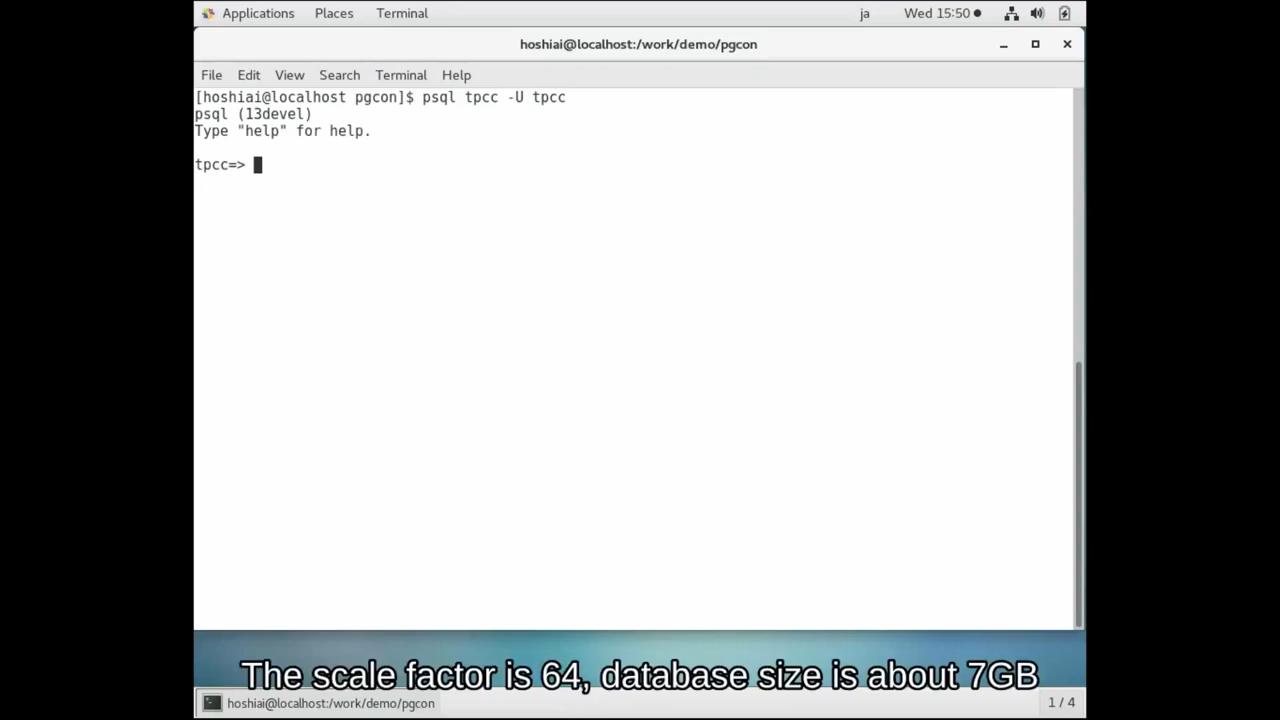 Applications Places Terminal ja Wed 15:50
hoshiai@localhost:/work/demo/pgcon
File Edit View Search Terminal Help
[hoshiai@localhost pgcon]$ psql tpcc -U tpcc
psql (13devel)
Type "help" for help.
tpcc=>
The scale factor is 64, database size is about 7GB
hoshiai@localhost:/work/demo/pgcon 1 / 4